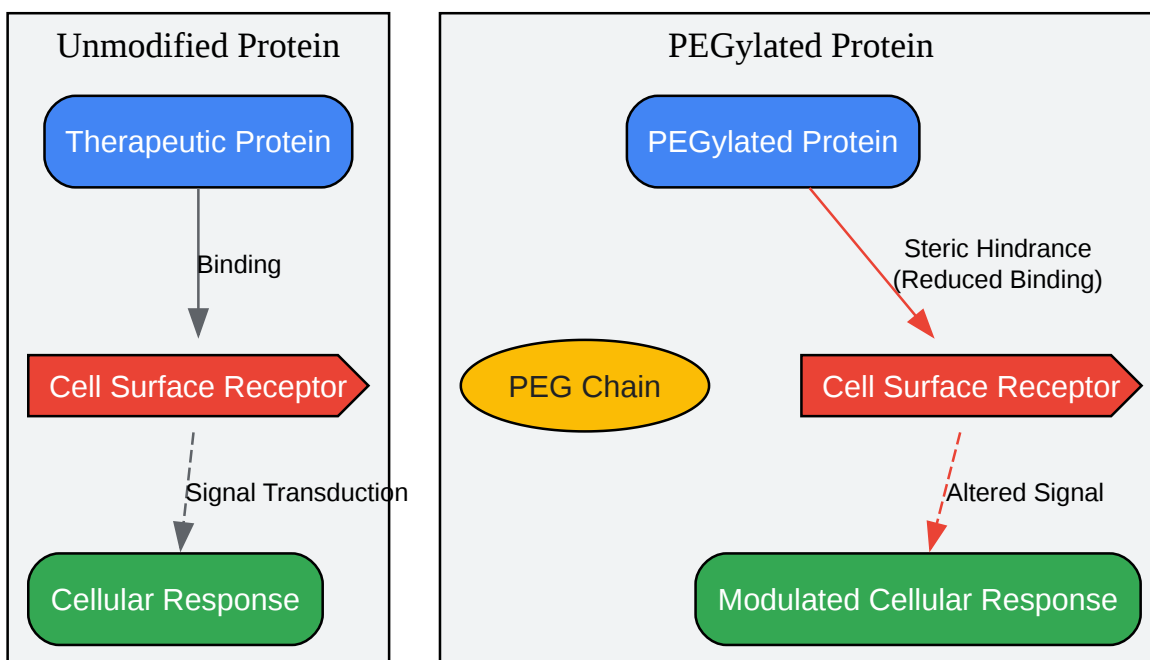 Unmodified Protein
Therapeutic Protein
Binding
Cell Surface Receptor
Signal Transduction
Cellular Response
PEGylated Protein
PEGylated Protein
Steric Hindrance
(Reduced Binding)
PEG Chain
Cell Surface Receptor
Altered Signal
Modulated Cellular Response